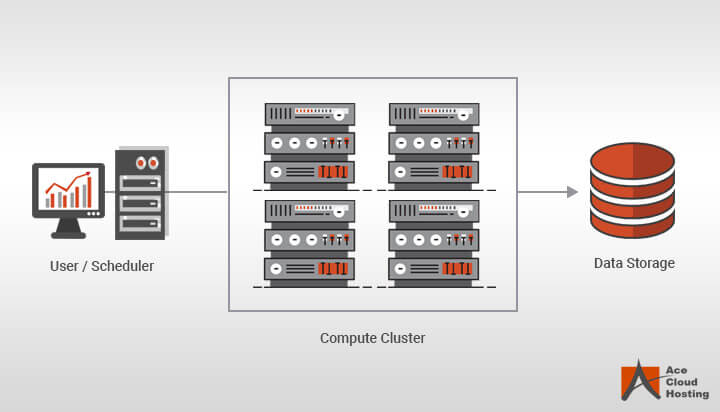 User / Scheduler
Compute Cluster
Data Storage
Ace
Cloud
Hosting